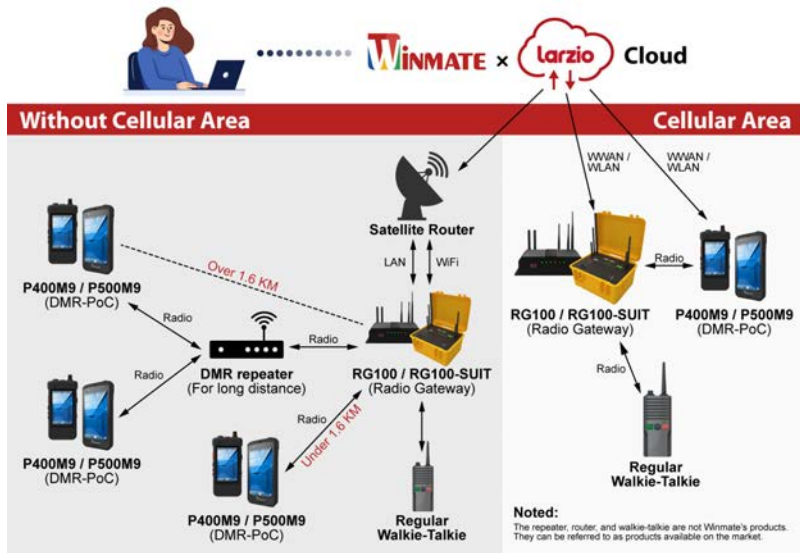 WINMATE × Larzio Cloud
Without Cellular Area
Cellular Area
WWAN /
WLAN
WWAN /
WLAN
Satellite Router
LAN
WiFi
P400M9 / P500M9
(DMR-PoC)
Over 1.6 KM
Radio
Radio
DMR repeater
(For long distance)
Radio
RG100 / RG100-SUIT
(Radio Gateway)
P400M9 / P500M9
(DMR-PoC)
Radio
Under 1.6 KM
P400M9 / P500M9
(DMR-PoC)
Regular
Walkie-Talkie
Radio
RG100 / RG100-SUIT
(Radio Gateway)
P400M9 / P500M9
(DMR-PoC)
Radio
Regular
Walkie-Talkie
Noted:
The repeater, router, and walkie-talkie are not Winmate's products.
They can be referred to as products available on the market.